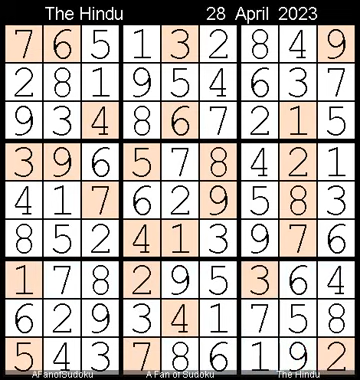 The Hindu 28 April 2023
7 6 5 1 3 2 8 4 9
2 8 1 9 5 4 6 3 7
9 3 4 8 6 7 2 1 5
3 9 6 5 7 8 4 2 1
4 1 7 6 2 9 5 8 3
8 5 2 4 1 3 9 7 6
1 7 8 2 9 5 3 6 4
6 2 9 3 4 1 7 5 8
5 4 3 7 8 6 1 9 2
AFanofSudoku A Fan of Sudoku The Hindu